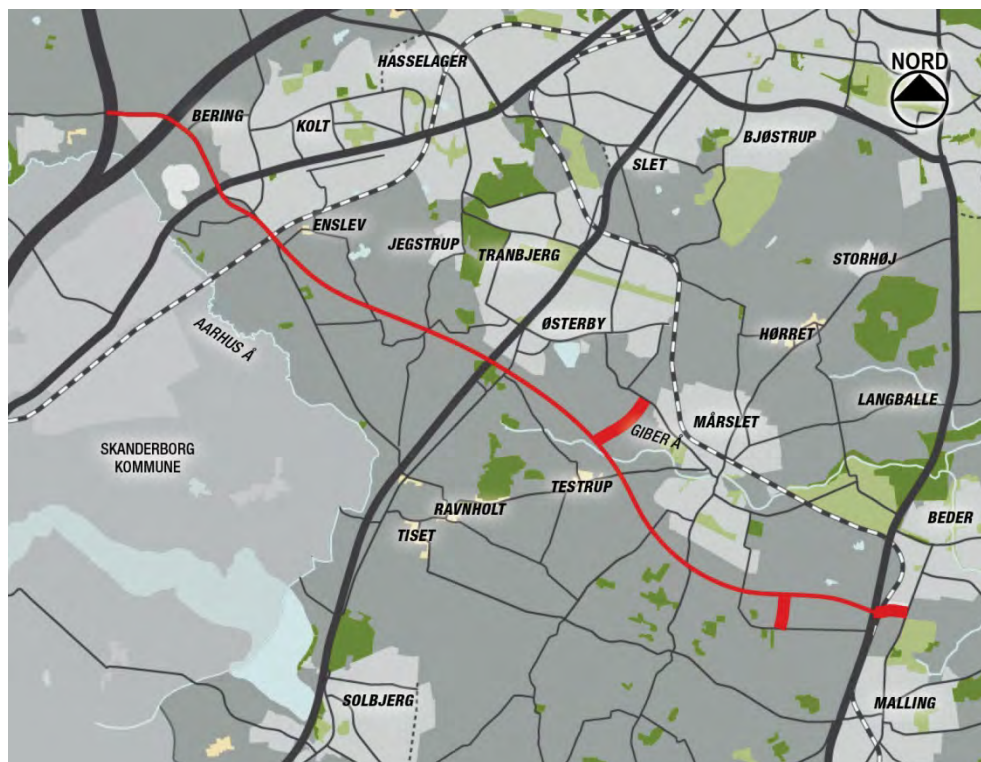 HASSELAGER
NORD
BERING
KOLT
BJØSTRUP
SLET
ENSLEV
JEGSTRUP
TRANBJERG
STORHØJ
AARHUS Å
ØSTERBY
HØRRET
LANGBALLE
MÅRSLET
GIBER Å
SKANDERBORG
KOMMUNE
TESTRUP
RAVNHOLT
BEDER
TISET
SOLBJERG
MALLING